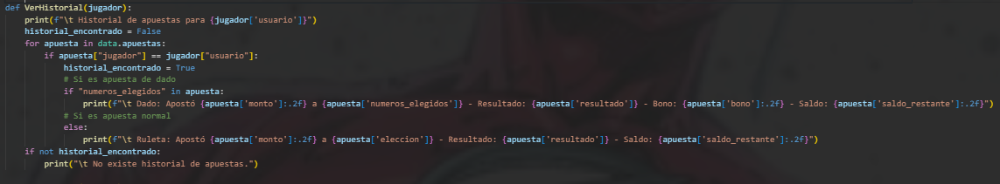 def VerHistorial(jugador):
    print(f"\t Historial de apuestas para {jugador['usuario']}")
    historial_encontrado = False
    for apuesta in data.apuestas:
        if apuesta["jugador"] == jugador["usuario"]:
            historial_encontrado = True
            # Si es apuesta de dado
            if "numeros_elegidos" in apuesta:
                print(f"\t Dado: Apostó {apuesta['monto']:.2f} a {apuesta['numeros_elegidos']} - Resultado: {apuesta['resultado']} - Bono: {apuesta['bono']:.2f} - Saldo: {apuesta['saldo_restante']:.2f}")
            # Si es apuesta normal
            else:
                print(f"\t Ruleta: Apostó {apuesta['monto']:.2f} a {apuesta['eleccion']} - Resultado: {apuesta['resultado']} - Saldo: {apuesta['saldo_restante']:.2f}")
    if not historial_encontrado:
        print("\t No existe historial de apuestas.")